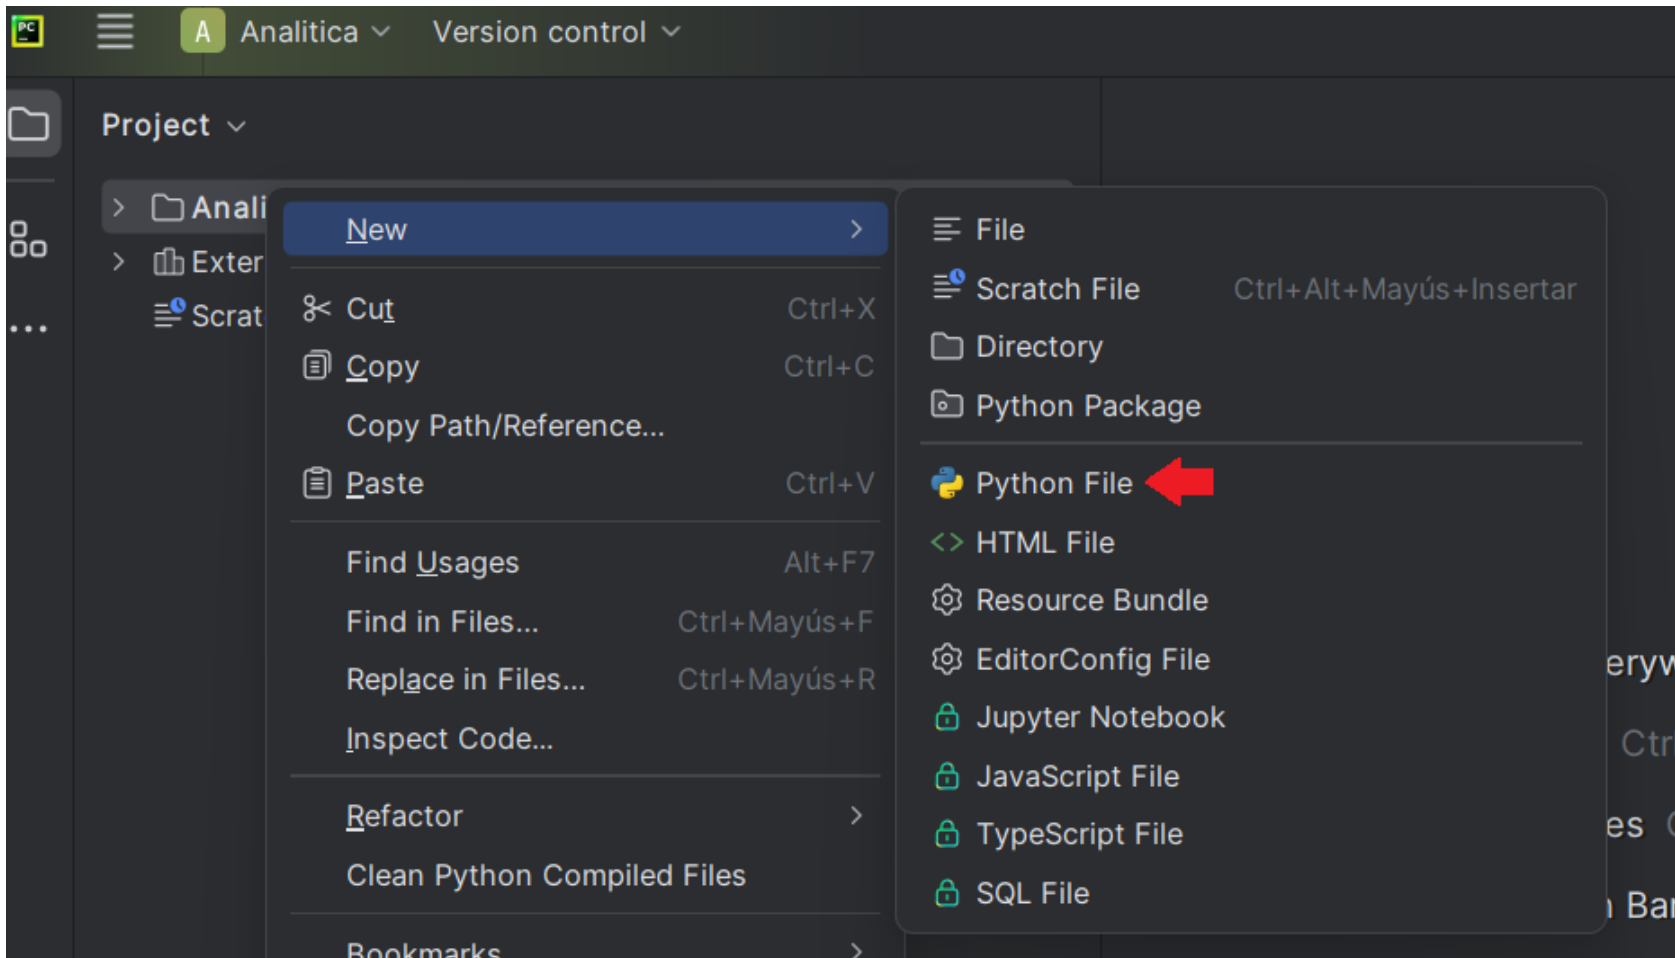 PC
A Analitica Version control
Project
Anali
Exter
Scrat
New
Cut Ctrl+X
Copy Ctrl+C
Copy Path/Reference...
Paste Ctrl+V
Find Usages Alt+F7
Find in Files... Ctrl+Mayús+F
Replace in Files... Ctrl+Mayús+R
Inspect Code...
Refactor
Clean Python Compiled Files
Bookmarks
File
Scratch File Ctrl+Alt+Mayús+Insertar
Directory
Python Package
Python File
HTML File
Resource Bundle
EditorConfig File
Jupyter Notebook
JavaScript File
TypeScript File
SQL File
eryw
Ctr
es
n Bar